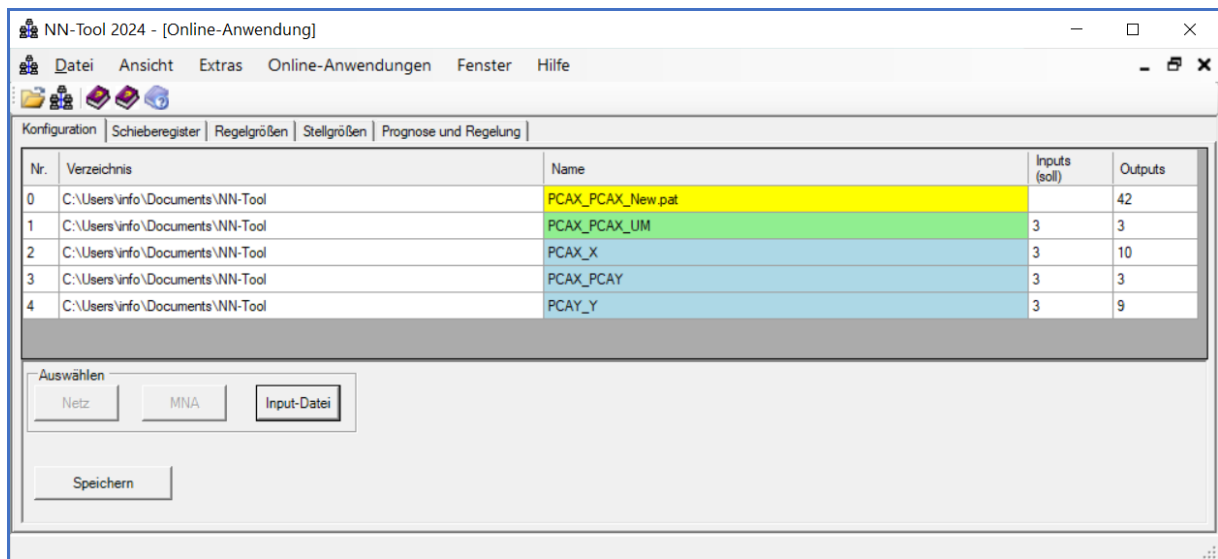 NN-Tool 2024 - [Online-Anwendung]
Datei Ansicht Extras Online-Anwendungen Fenster Hilfe
Konfiguration Schieberegister Regelgrößen Stellgrößen Prognose und Regelung
Nr. Verzeichnis Name Inputs (soll) Outputs
0 C:\Users\info\Documents\NN-Tool PCAX_PCAX_New.pat 42
1 C:\Users\info\Documents\NN-Tool PCAX_PCAX_UM 3 3
2 C:\Users\info\Documents\NN-Tool PCAX_X 3 10
3 C:\Users\info\Documents\NN-Tool PCAX_PCAY 3 3
4 C:\Users\info\Documents\NN-Tool PCAY_Y 3 9
Auswählen
Netz MNA Input-Datei
Speichern